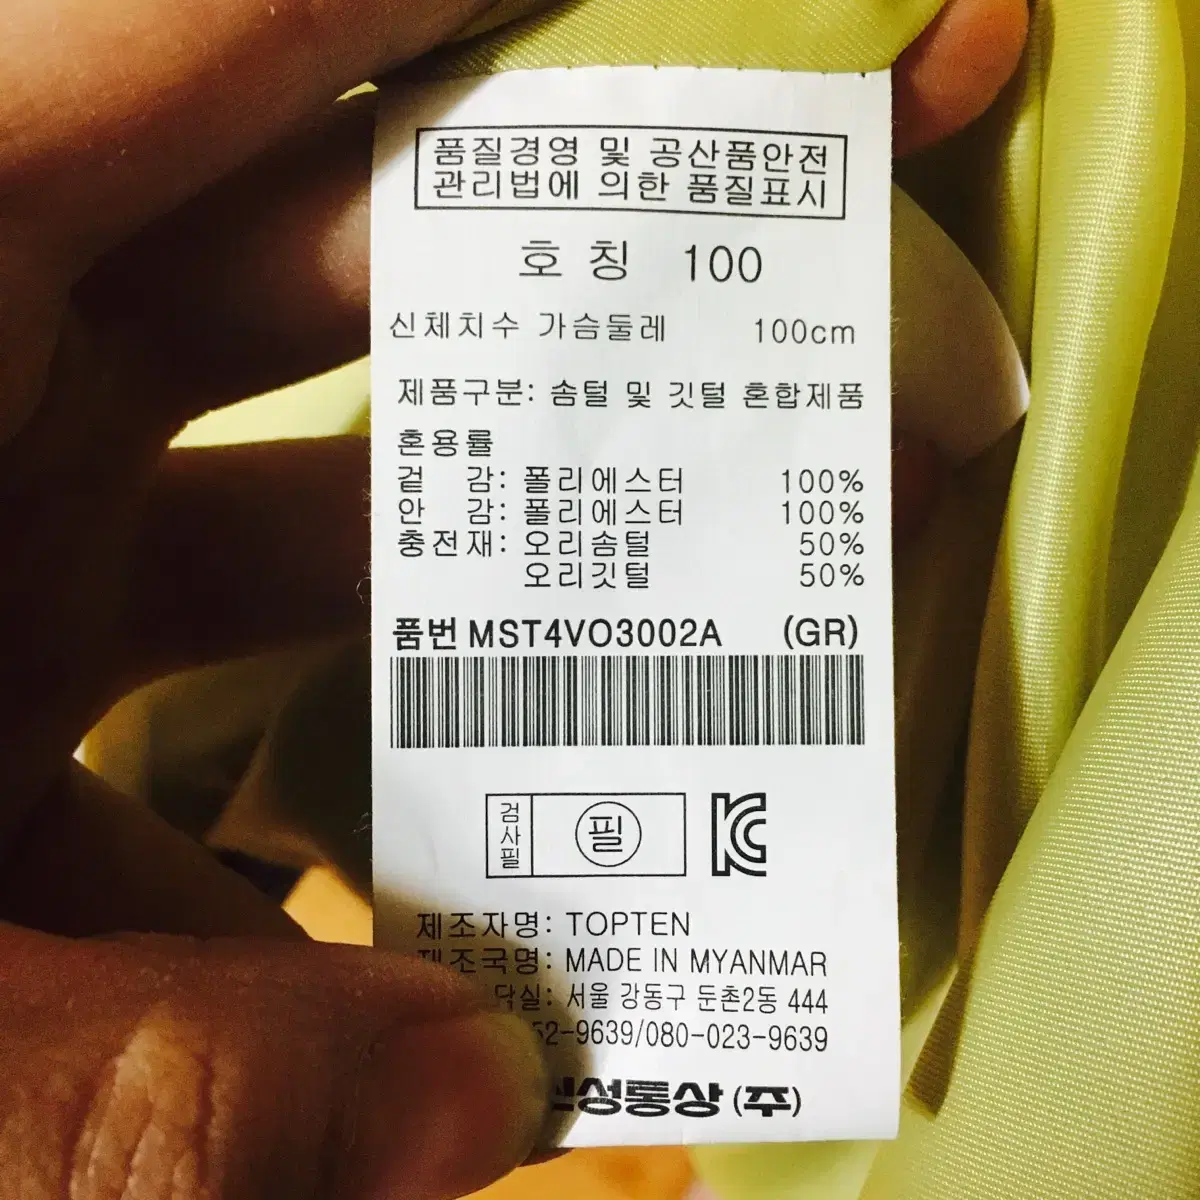 품질경영 및 공산품안전
관리법에 의한 품질표시
호 칭 100
신체치수 가슴둘레 100cm
제품구분: 솜털 및 깃털 혼합제품
혼용률
겉 감: 폴리에스터 100%
안 감: 폴리에스터 100%
충전재: 오리솜털 50%
오리깃털 50%
품번 MST4VO3002A (GR)
검사필 필 KC
제조자명: TOPTEN
제조국명: MADE IN MYANMAR
서울 강동구 둔촌2동 444
52-9639/080-023-9639
성통상(주)